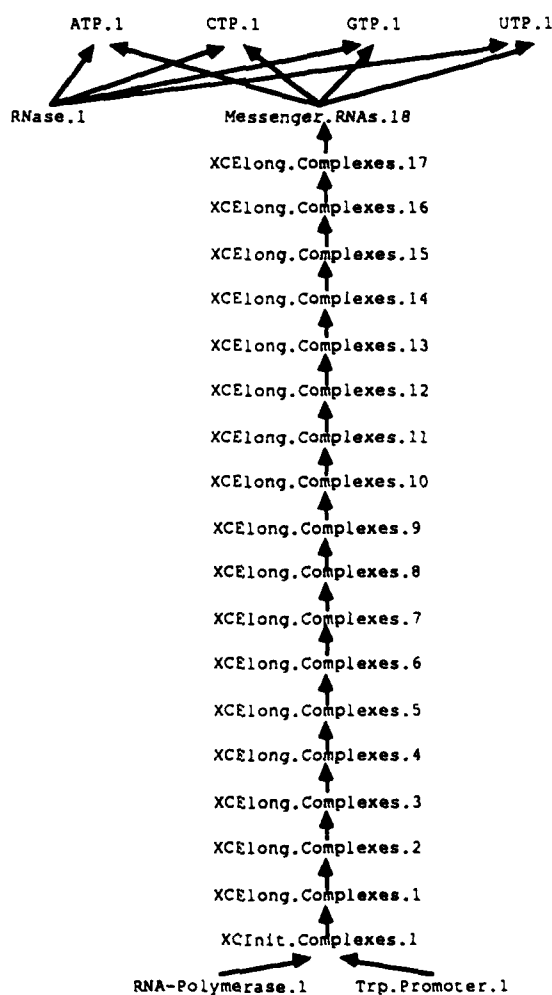 ATP.1 CTP.1 GTP.1 UTP.1
RNase.1 Messenger.RNAs.18
XCElong.Complexes.17
XCElong.Complexes.16
XCElong.Complexes.15
XCElong.Complexes.14
XCElong.Complexes.13
XCElong.Complexes.12
XCElong.Complexes.11
XCElong.Complexes.10
XCElong.Complexes.9
XCElong.Complexes.8
XCElong.Complexes.7
XCElong.Complexes.6
XCElong.Complexes.5
XCElong.Complexes.4
XCElong.Complexes.3
XCElong.Complexes.2
XCElong.Complexes.1
XCInit.Complexes.1
RNA-Polymerase.1 Trp.Promoter.1